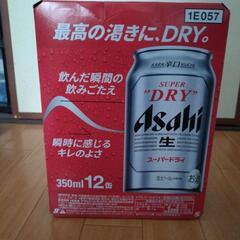 1E057
最高の渇きに、DRY。
飲んだ瞬間の
飲みごたえ
瞬時に感じる
キレのよさ
350ml 12缶
辛口
SUPER
"DRY"
Asahi
生
スーパードライ